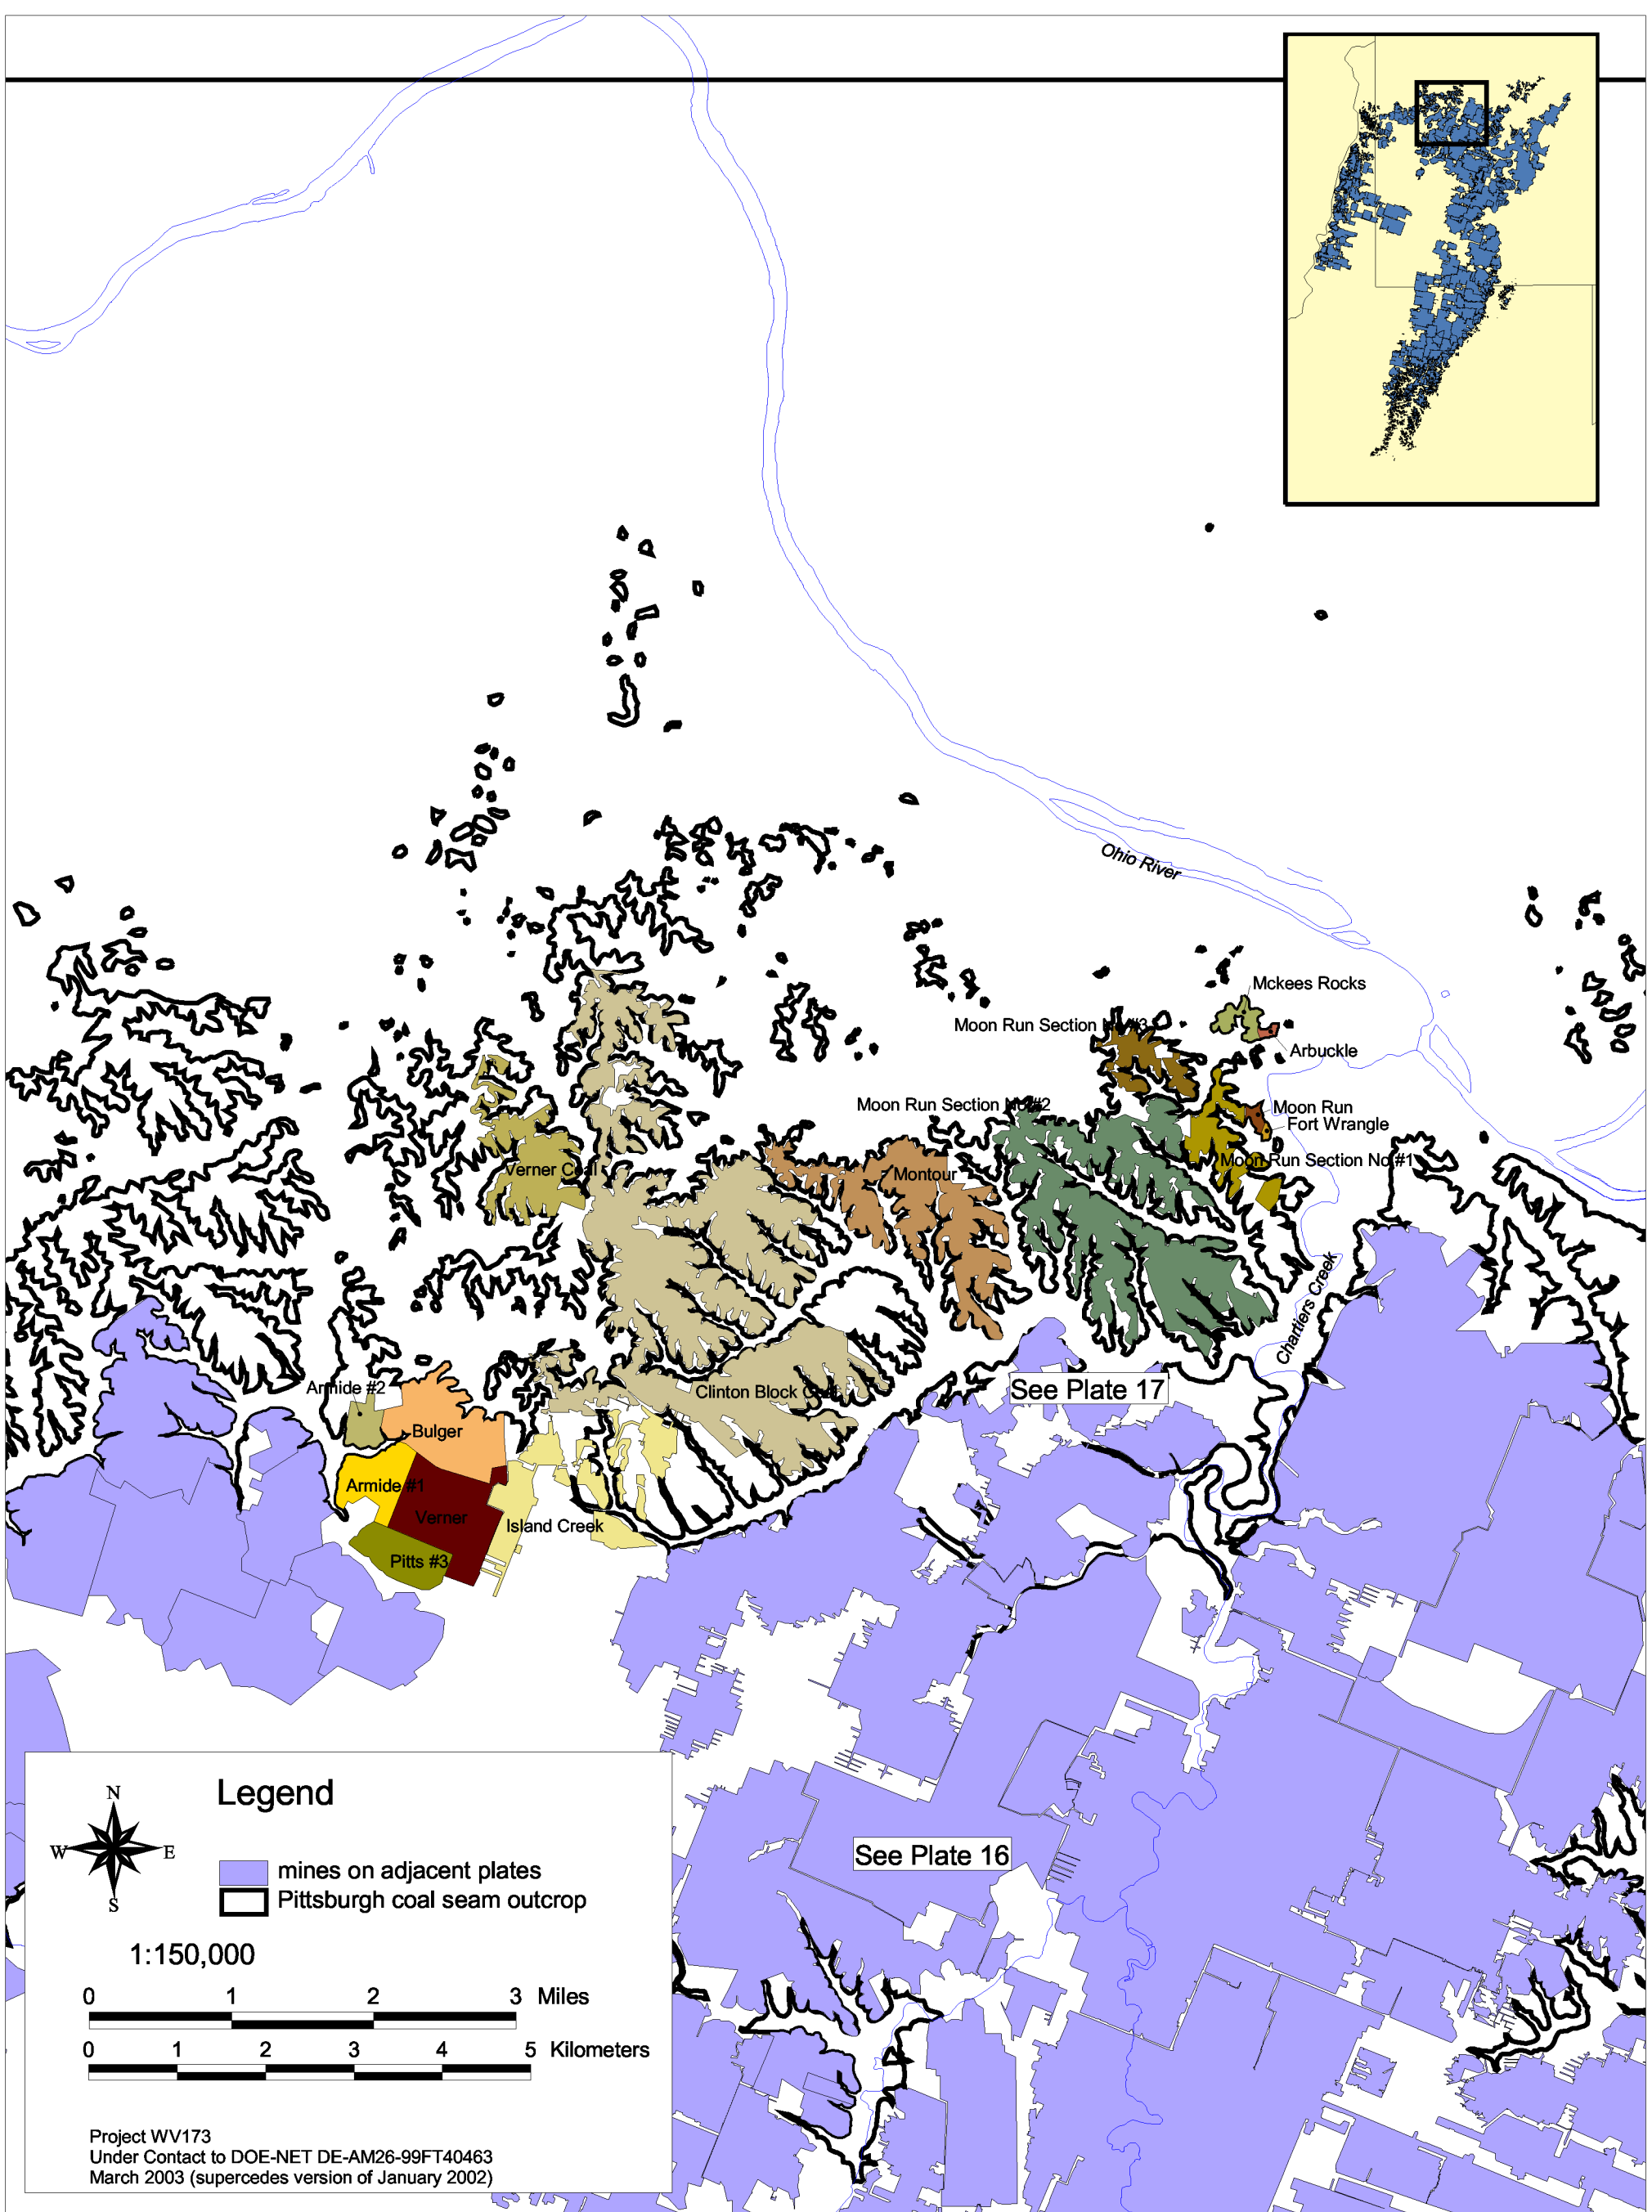 Ohio River
Mckees Rocks
Moon Run Section No.#3
Arbuckle
Moon Run Section No.#2
Moon Run
Fort Wrangle
Moon Run Section No.#1
Verner Coal
Montour
Chartiers Creek
Armide #2
Clinton Block
See Plate 17
Bulger
Armide #1
Verner
Island Creek
Pitts #3
See Plate 16
Legend
N
W
E
S
mines on adjacent plates
Pittsburgh coal seam outcrop
1:150,000
0 1 2 3 Miles
0 1 2 3 4 5 Kilometers
Project WV173
Under Contact to DOE-NET DE-AM26-99FT40463
March 2003 (supercedes version of January 2002)